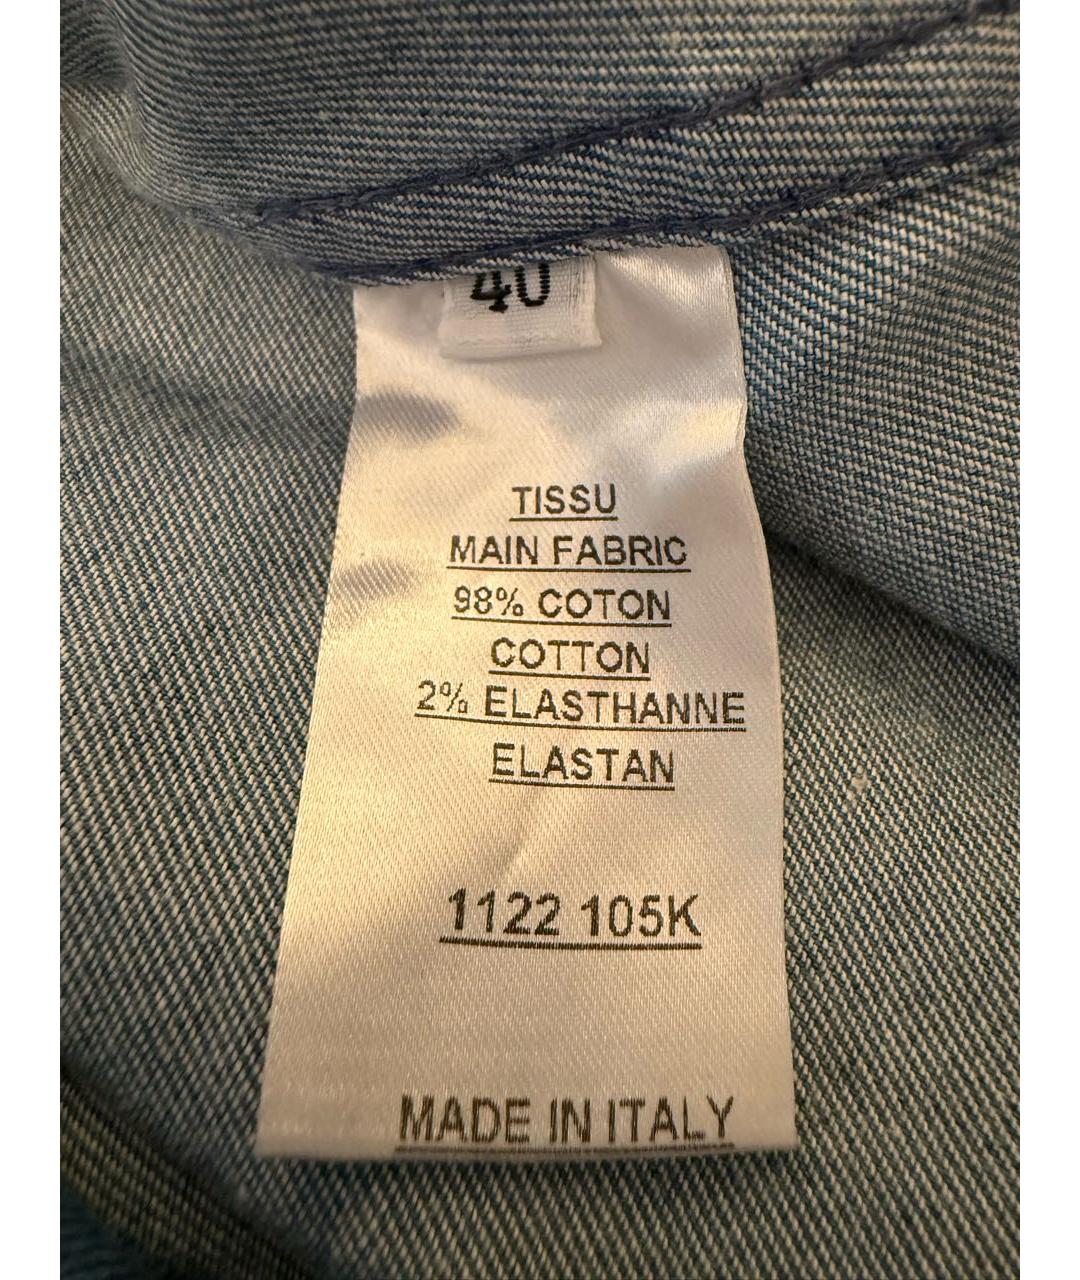 40
TISSU
MAIN FABRIC
98% COTON
COTTON
2% ELASTHANNE
ELASTAN
1122 105K
MADE IN ITALY